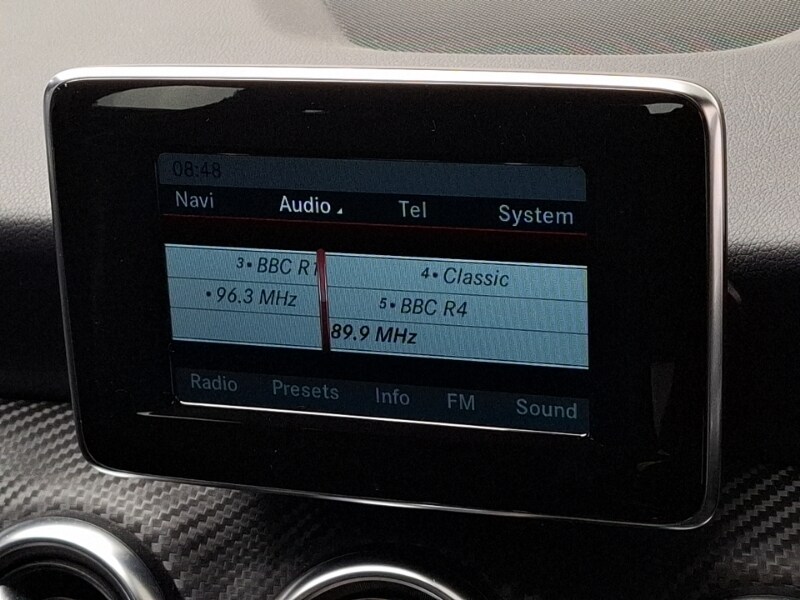 08:48
Navi Audio Tel System
3• BBC R1 4• Classic
• 96.3 MHz 5• BBC R4
89.9 MHz
Radio Presets Info FM Sound